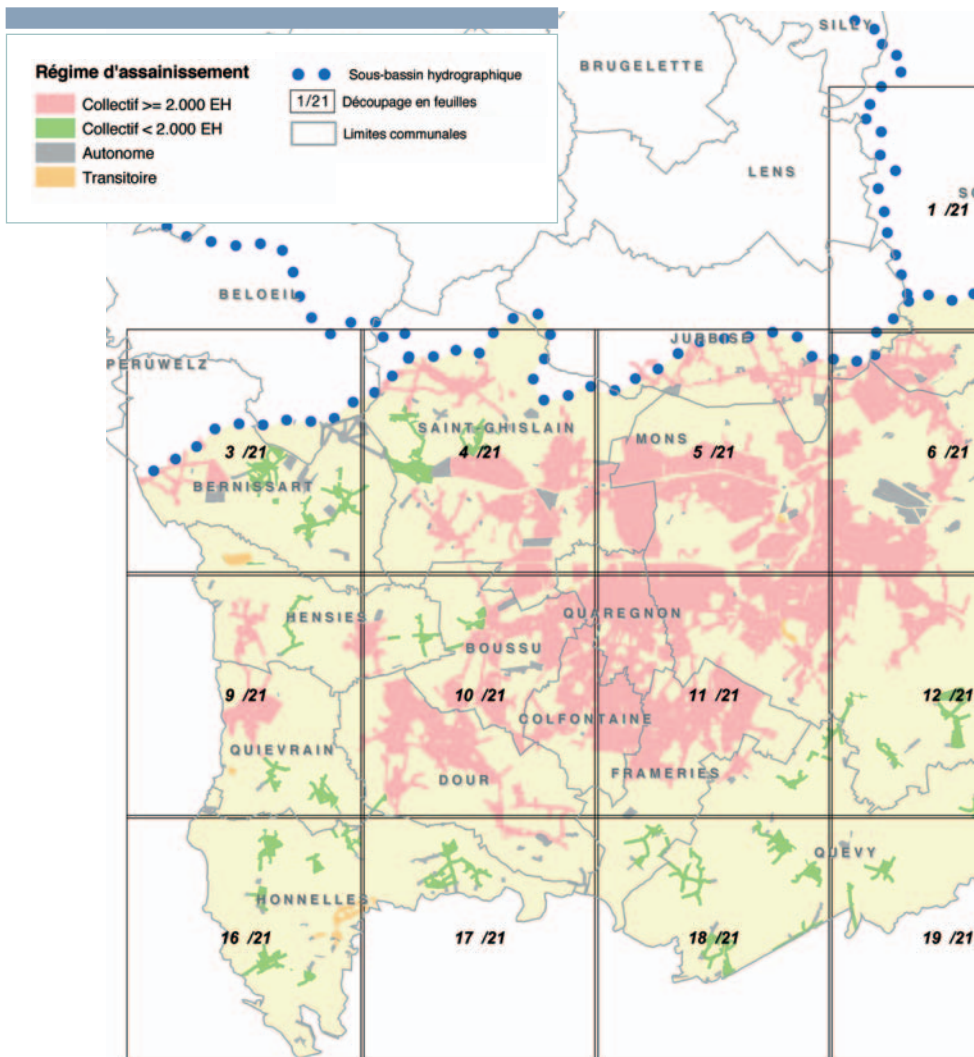 Régime d'assainissement
Collectif >= 2.000 EH
Collectif < 2.000 EH
Autonome
Transitoire
Sous-bassin hydrographique
1/21 Découpage en feuilles
Limites communales
SILLY
BRUGELETTE
LENS
1 /21
BELOEIL
JURBISE
PERUWELZ
SAINT-GHISLAIN
MONS
3 /21
4 /21
5 /21
6 /21
BERNISSART
HENSIES
QUAREGNON
BOUSSU
9 /21
10 /21
11 /21
12 /21
COLFONTAINE
QUIEVRAIN
DOUR
FRAMERIES
QUEVY
HONNELLES
16 /21
17 /21
18 /21
19 /21